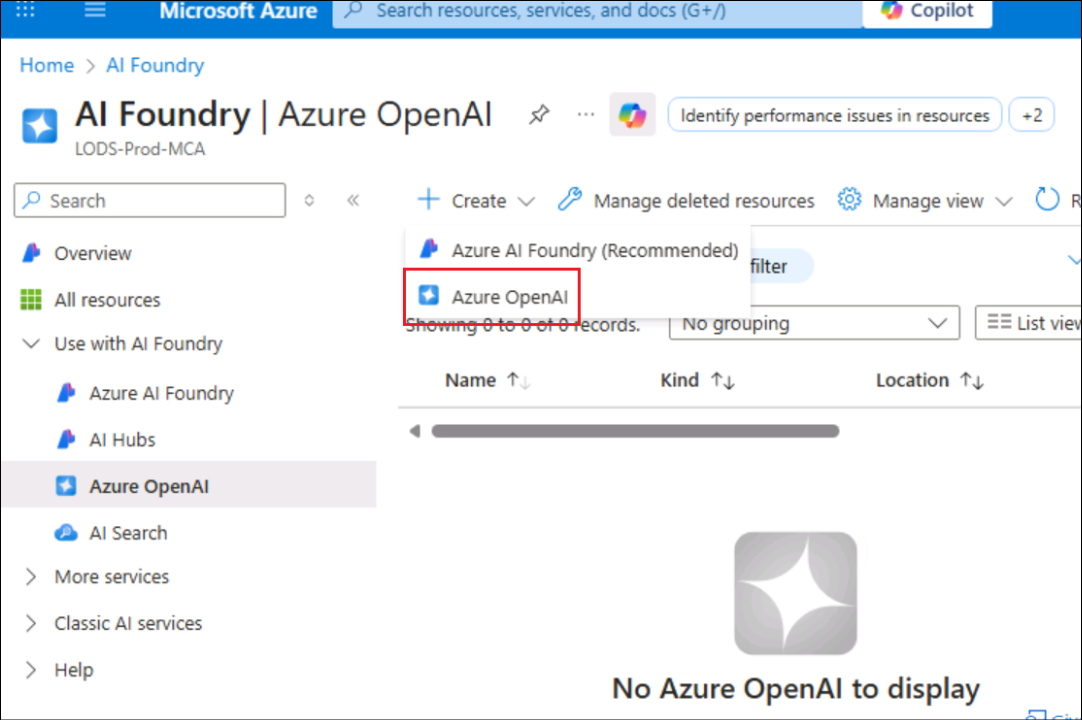 Microsoft Azure
Search resources, services, and docs (G+/)
Copilot
Home > AI Foundry
AI Foundry | Azure OpenAI
...
Identify performance issues in resources
+2
LODS-Prod-MCA
Search
Create
Manage deleted resources
Manage view
Overview
All resources
Use with AI Foundry
Azure AI Foundry
AI Hubs
Azure OpenAI
AI Search
More services
Classic AI services
Help
Azure AI Foundry (Recommended)
filter
Azure OpenAI
Showing 0 to 0 of 0 records.
No grouping
List view
Name
Kind
Location
No Azure OpenAI to display